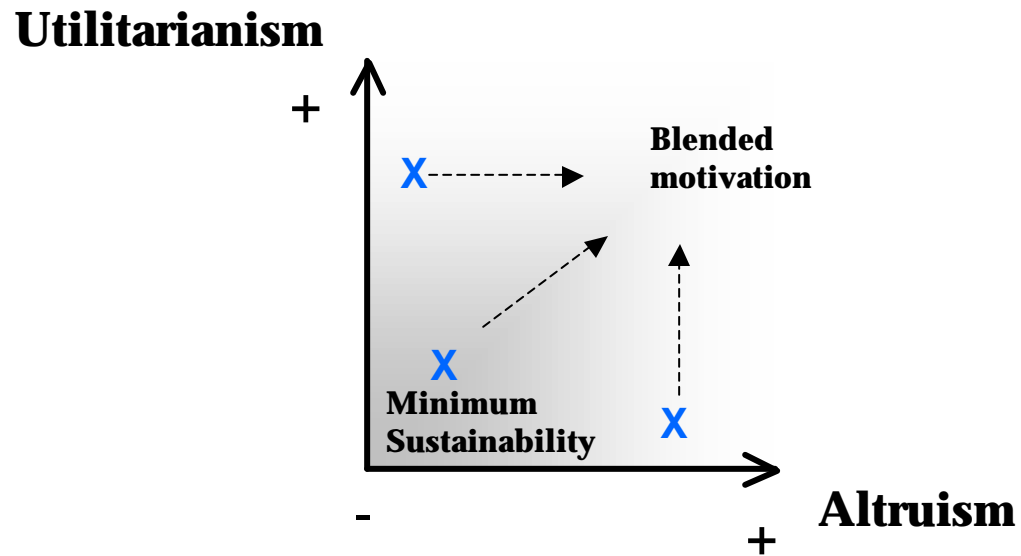 Utilitarianism
+
Blended
motivation
X
X
Minimum
Sustainability
X
-
+
Altruism